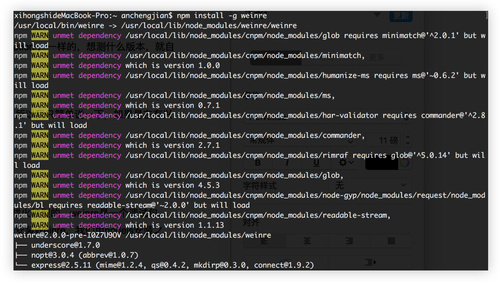 xihongshideMacBook-Pro:~ anchengjian$ npm install -g weinre
/usr/local/bin/weinre -> /usr/local/lib/node_modules/weinre/weinre
npm WARN unmet dependency /usr/local/lib/node_modules/cnpm/node_modules/glob requires minimatch@'^2.0.1' but w
ill load
npm WARN unmet dependency /usr/local/lib/node_modules/cnpm/node_modules/minimatch,
npm WARN unmet dependency which is version 1.0.0
npm WARN unmet dependency /usr/local/lib/node_modules/cnpm/node_modules/humanize-ms requires ms@'~0.6.2' but w
ill load
npm WARN unmet dependency /usr/local/lib/node_modules/cnpm/node_modules/ms,
npm WARN unmet dependency which is version 0.7.1
npm WARN unmet dependency /usr/local/lib/node_modules/cnpm/node_modules/har-validator requires commander@'^2.8
.1' but will load
npm WARN unmet dependency /usr/local/lib/node_modules/cnpm/node_modules/commander,
npm WARN unmet dependency which is version 2.7.1
npm WARN unmet dependency /usr/local/lib/node_modules/cnpm/node_modules/rimraf requires glob@'^5.0.14' but wil
l load
npm WARN unmet dependency /usr/local/lib/node_modules/cnpm/node_modules/glob,
npm WARN unmet dependency which is version 4.5.3
npm WARN unmet dependency /usr/local/lib/node_modules/cnpm/node_modules/node-gyp/node_modules/request/node_mod
ules/bl requires readable-stream@'~2.0.0' but will load
npm WARN unmet dependency /usr/local/lib/node_modules/cnpm/node_modules/readable-stream,
npm WARN unmet dependency which is version 1.1.13
weinre@2.0.0-pre-I0Z7U9OV /usr/local/lib/node_modules/weinre
├── underscore@1.7.0
├── nopt@3.0.4 (abbrev@1.0.7)
└── express@2.5.11 (mime@1.2.4, qs@0.4.2, mkdirp@0.3.0, connect@1.9.2)